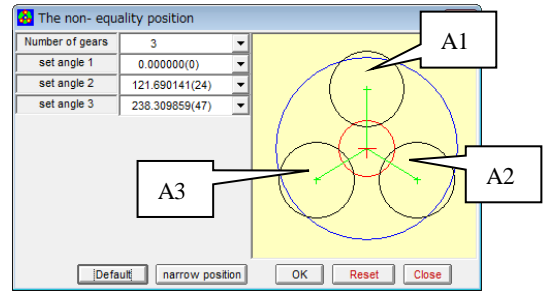 The non- equality position
A1
Number of gears 3
set angle 1 0.000000(0)
set angle 2 121.690141(24)
set angle 3 238.309859(47)
A3
A2
Default narrow position OK Reset Close